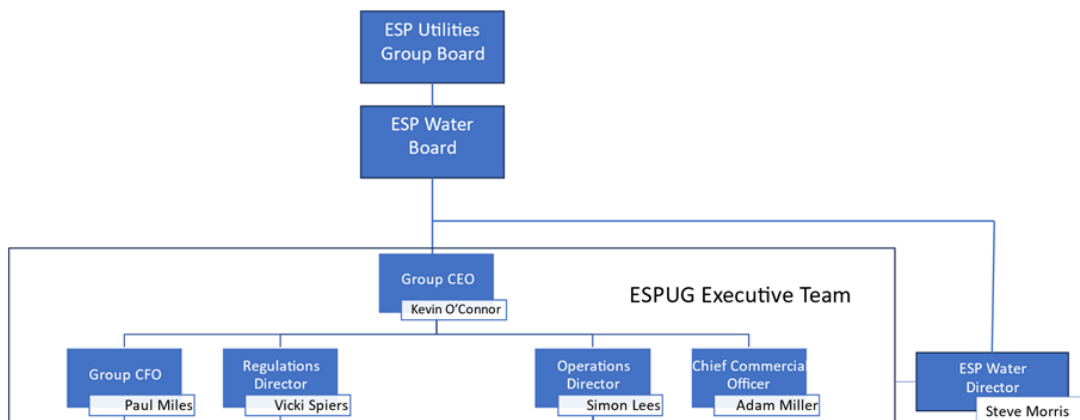 ESP Utilities
Group Board
ESP Water
Board
Group CEO
Kevin O'Connor
ESPUG Executive Team
Group CFO
Paul Miles
Regulations
Director
Vicki Spiers
Operations
Director
Simon Lees
Chief Commercial
Officer
Adam Miller
ESP Water
Director
Steve Morris